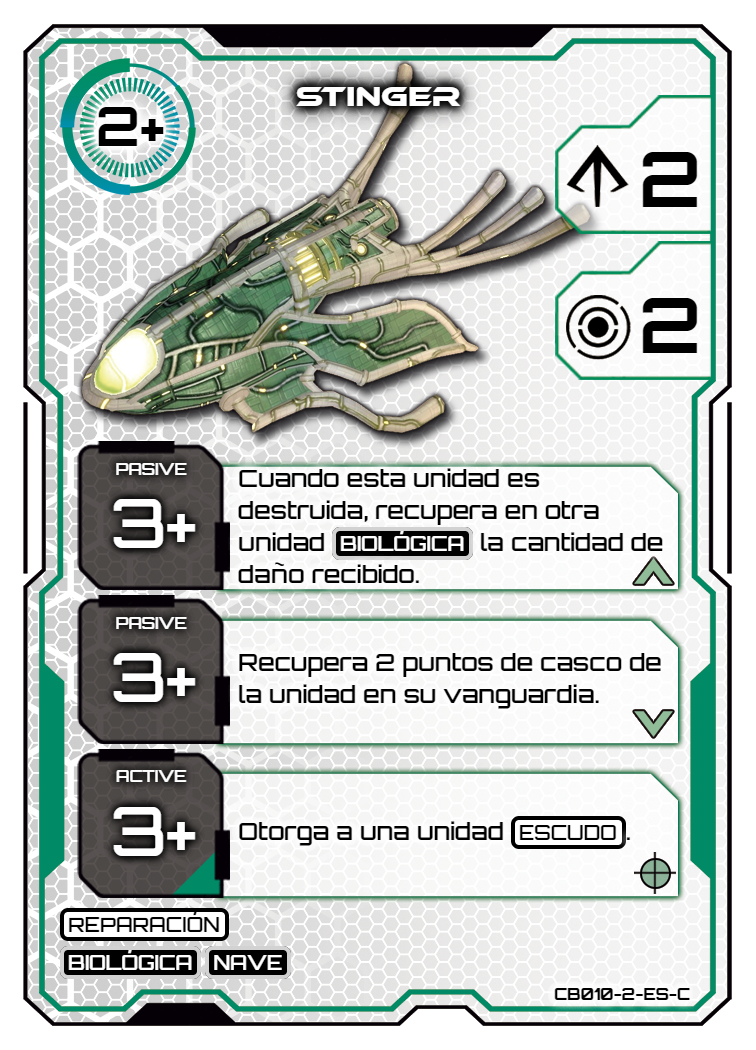 STINGER
2+
2
2
PASIVE
3+
Cuando esta unidad es
destruida, recupera en otra
unidad BIOLÓGICA la cantidad de
daño recibido.
PASIVE
3+
Recupera 2 puntos de casco de
la unidad en su vanguardia.
ACTIVE
3+
Otorga a una unidad ESCUDO.
REPARACIÓN
BIOLÓGICA NAVE
CB010-2-ES-C